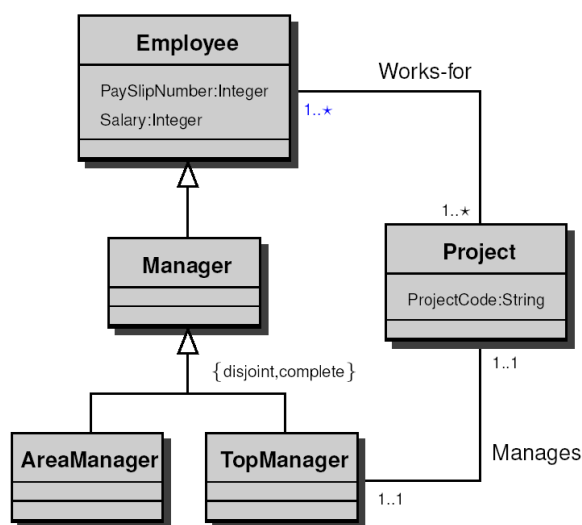 Employee
PaySlipNumber:Integer
Salary:Integer
Works-for
1..⋆
1..⋆
Manager
Project
ProjectCode:String
{disjoint,complete}
1..1
AreaManager
TopManager
Manages
1..1